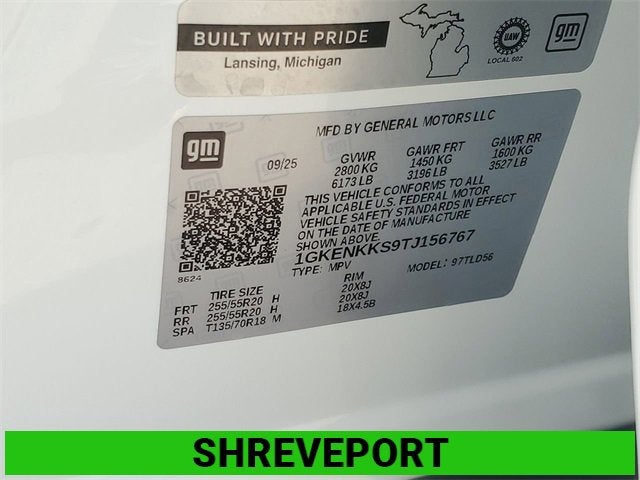 BUILT WITH PRIDE
Lansing, Michigan
UAW
LOCAL 602
gm
gm
MFD BY GENERAL MOTORS LLC
09/25 GVWR GAWR FRT GAWR RR
2800 KG 1450 KG 1600 KG
6173 LB 3196 LB 3527 LB
THIS VEHICLE CONFORMS TO ALL
APPLICABLE U.S. FEDERAL MOTOR
VEHICLE SAFETY STANDARDS IN EFFECT
ON THE DATE OF MANUFACTURE
SHOWN ABOVE.
1GKENKKS9TJ156767
8624
TYPE: MPV MODEL: 97TLD56
TIRE SIZE RIM
FRT 255/55R20 H 20X8J
RR 255/55R20 H 20X8J
SPA T135/70R18 M 18X4.5B
SHREVEPORT